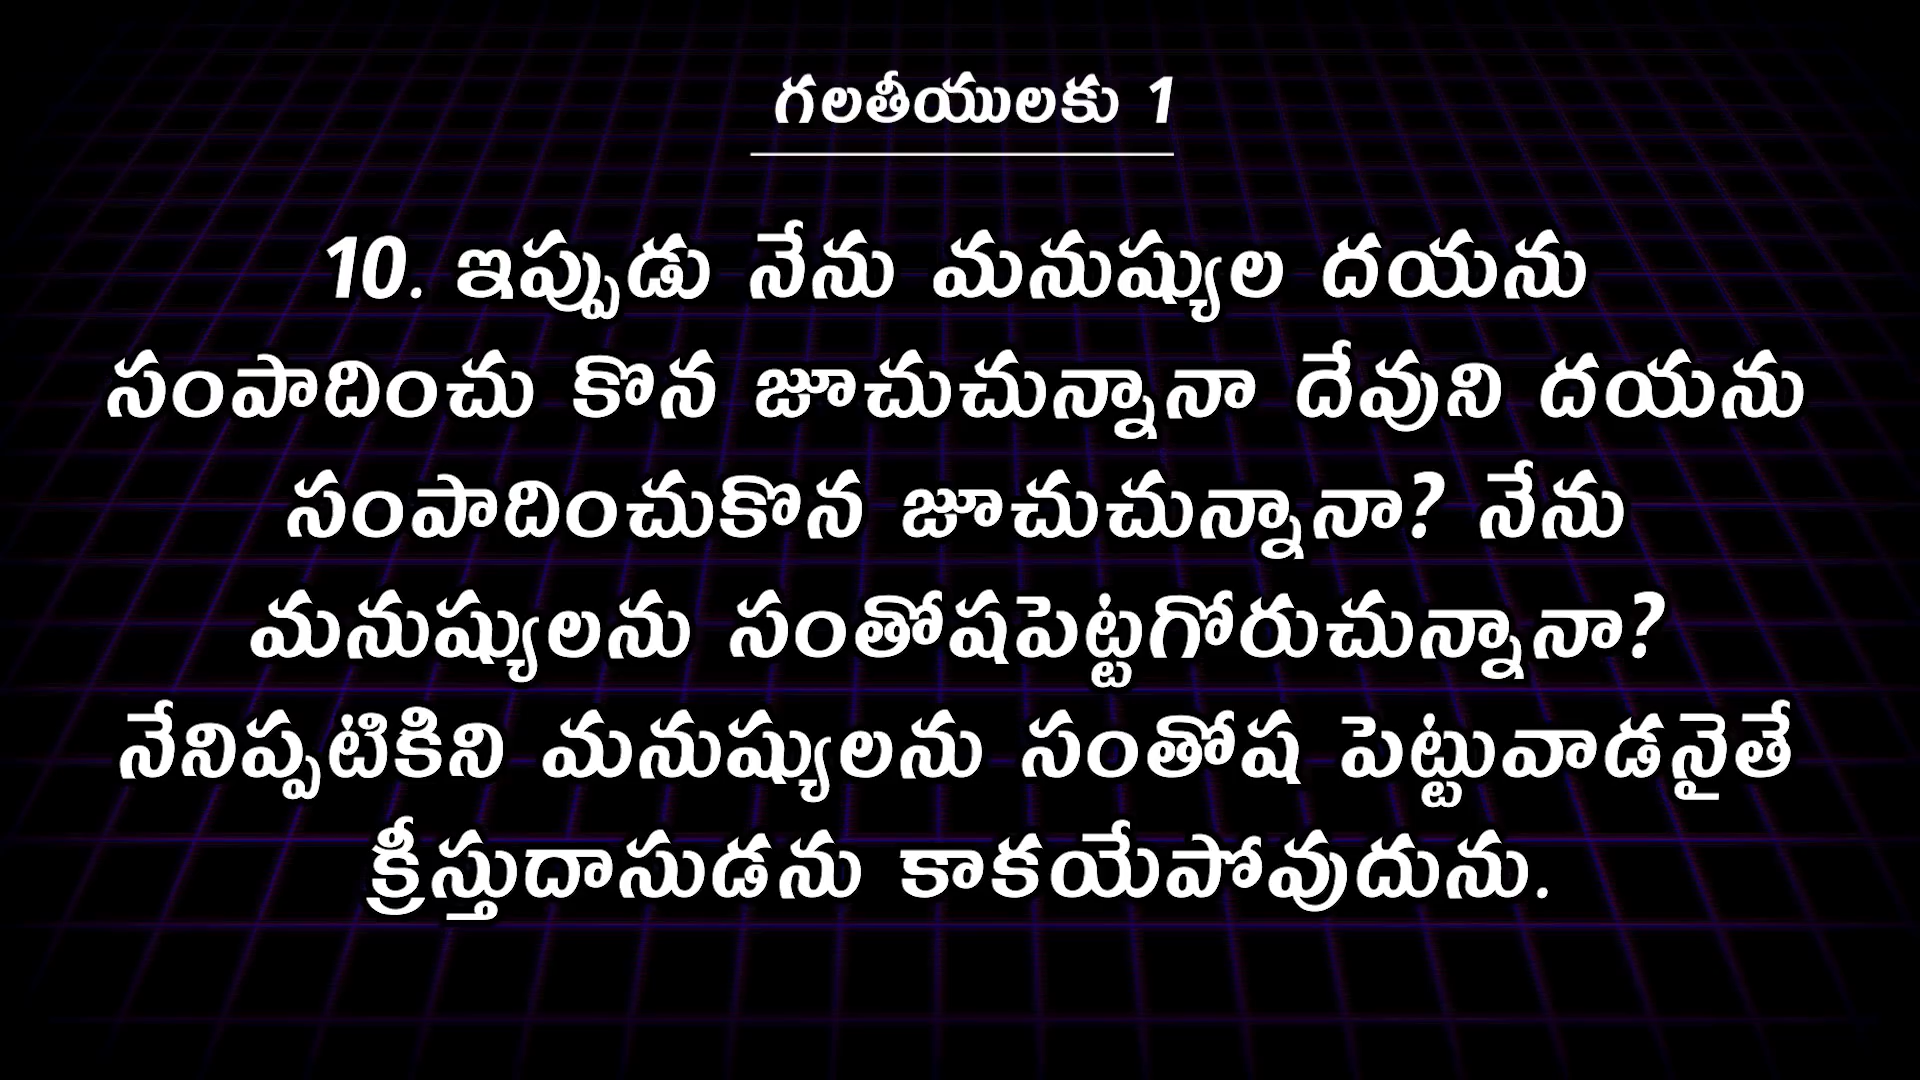 గలతీయులకు 1
10. ఇప్పుడు నేను మనుష్యుల దయను
సంపాదించు కొన జూచుచున్నానా దేవుని దయను
సంపాదించుకొన జూచుచున్నానా? నేను
మనుష్యులను సంతోషపెట్టగోరుచున్నానా?
నేనిప్పటికిని మనుష్యులను సంతోష పెట్టువాడనైతే
క్రీస్తుదాసుడను కాకయేపోవుదును.